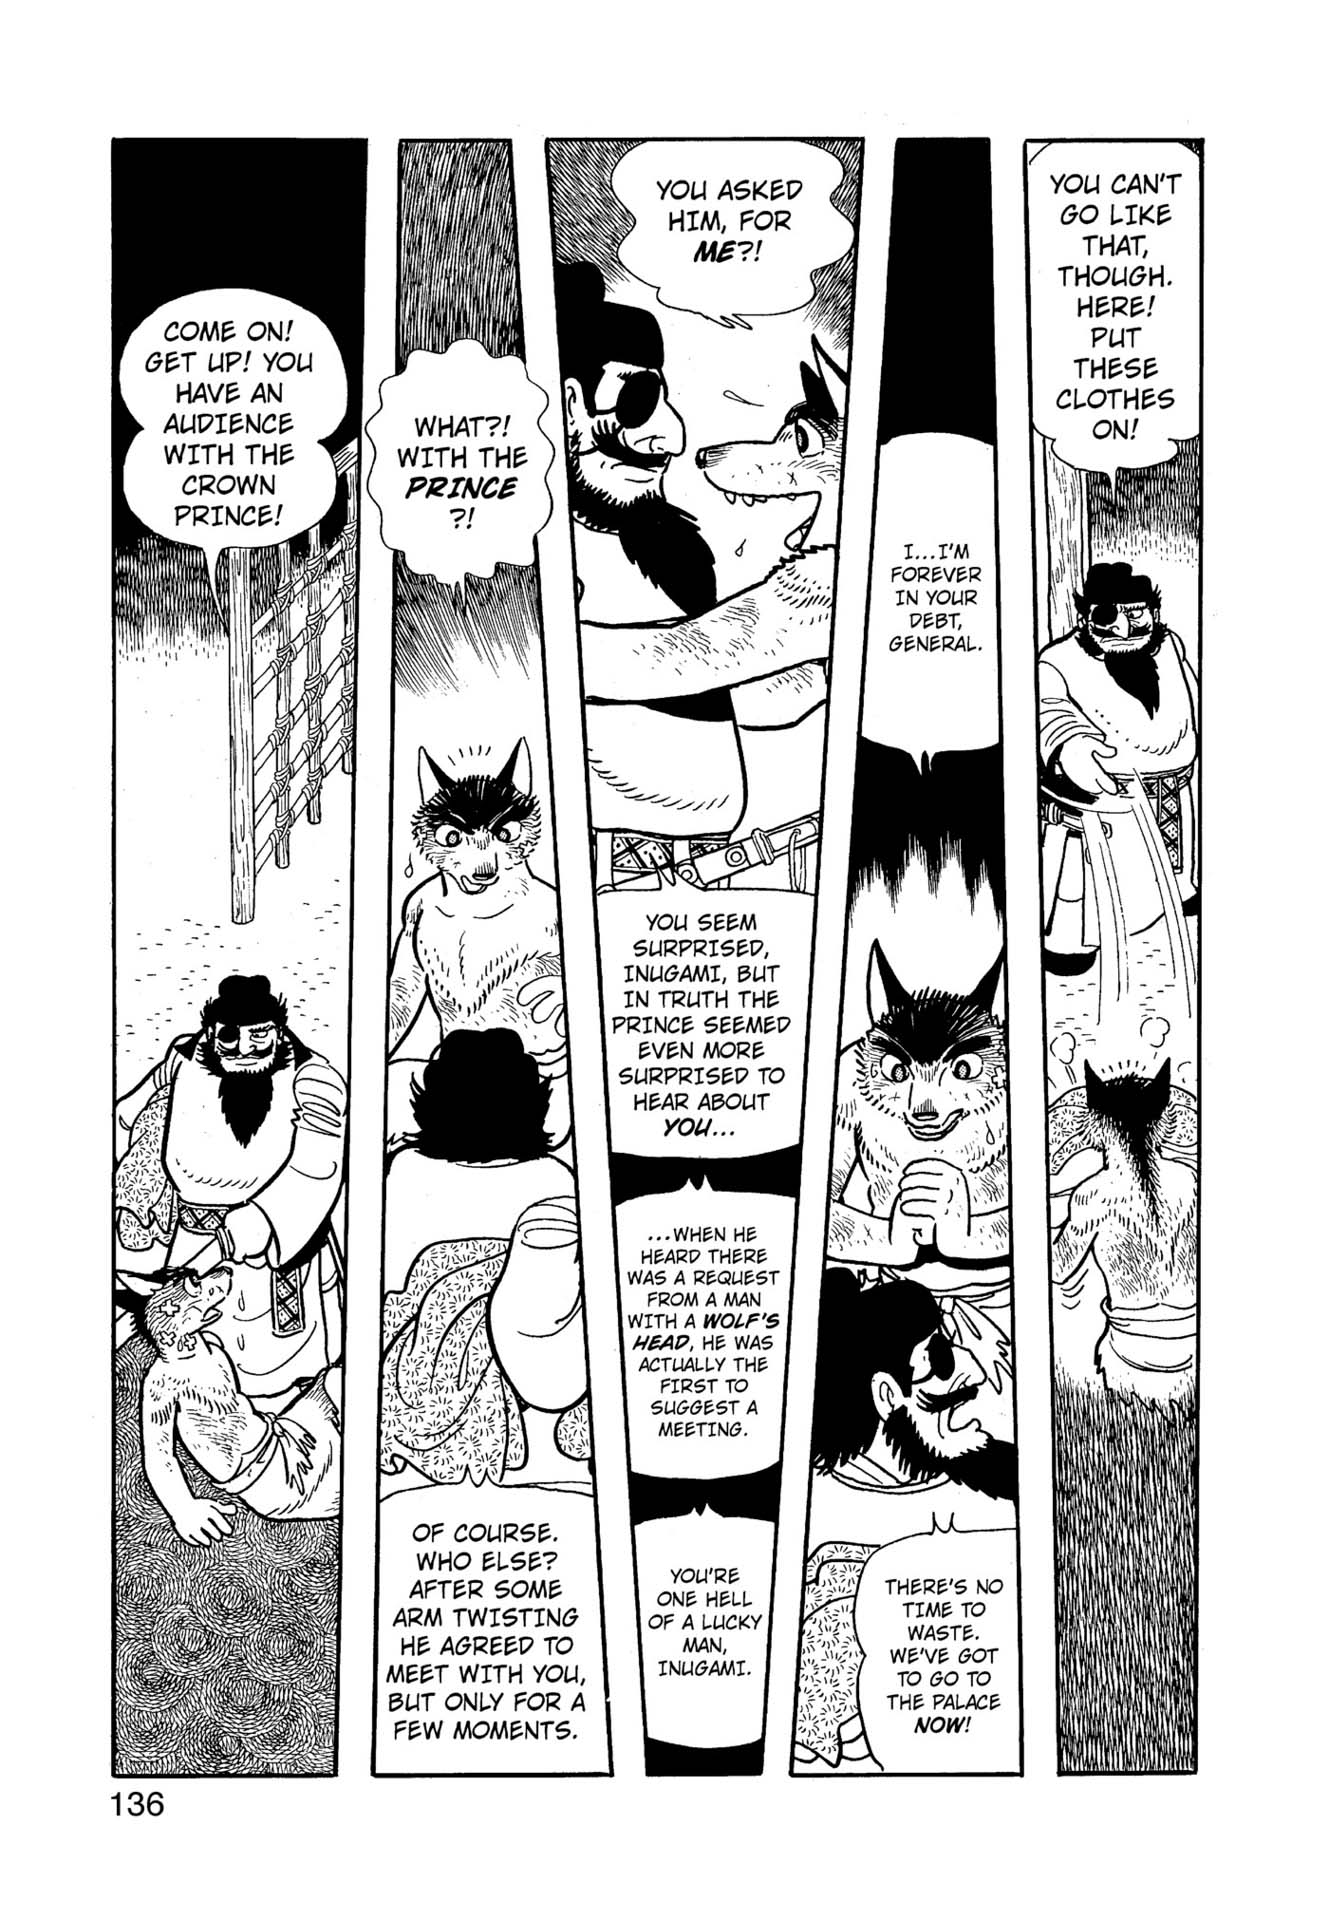 COME ON!
GET UP! YOU
HAVE AN
AUDIENCE
WITH THE
CROWN
PRINCE!
WHAT?!
WITH THE
PRINCE
?!
OF COURSE.
WHO ELSE?
AFTER SOME
ARM TWISTING
HE AGREED TO
MEET WITH YOU,
BUT ONLY FOR A
FEW MOMENTS.
YOU ASKED
HIM, FOR
ME?!
YOU SEEM
SURPRISED,
INUGAMI, BUT
IN TRUTH THE
PRINCE SEEMED
EVEN MORE
SURPRISED TO
HEAR ABOUT
YOU...
...WHEN HE
HEARD THERE
WAS A REQUEST
FROM A MAN
WITH A WOLF'S
HEAD, HE WAS
ACTUALLY THE
FIRST TO
SUGGEST A
MEETING.
YOU'RE
ONE HELL
OF A LUCKY
MAN,
INUGAMI.
I...I'M
FOREVER
IN YOUR
DEBT,
GENERAL.
THERE'S NO
TIME TO
WASTE.
WE'VE GOT
TO GO TO
THE PALACE
NOW!
YOU CAN'T
GO LIKE
THAT,
THOUGH.
HERE!
PUT
THESE
CLOTHES
ON!
136